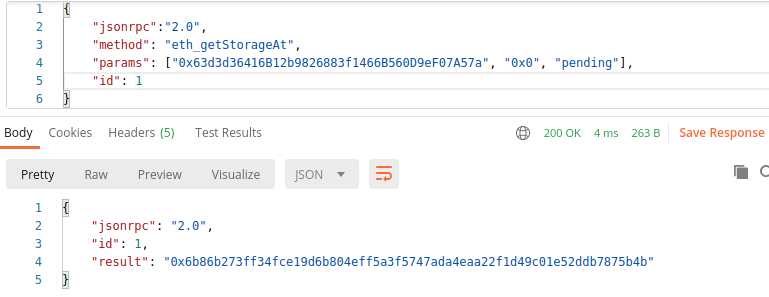 1 {
2 "jsonrpc":"2.0",
3 "method": "eth_getStorageAt",
4 "params": ["0x63d3d36416B12b9826883f1466B560D9eF07A57a", "0x0", "pending"],
5 "id": 1
6 }
Body Cookies Headers (5) Test Results 200 OK 4 ms 263 B Save Response
Pretty Raw Preview Visualize JSON
1 {
2 "jsonrpc": "2.0",
3 "id": 1,
4 "result": "0x6b86b273ff34fce19d6b804eff5a3f5747ada4eaa22f1d49c01e52ddb7875b4b"
5 }